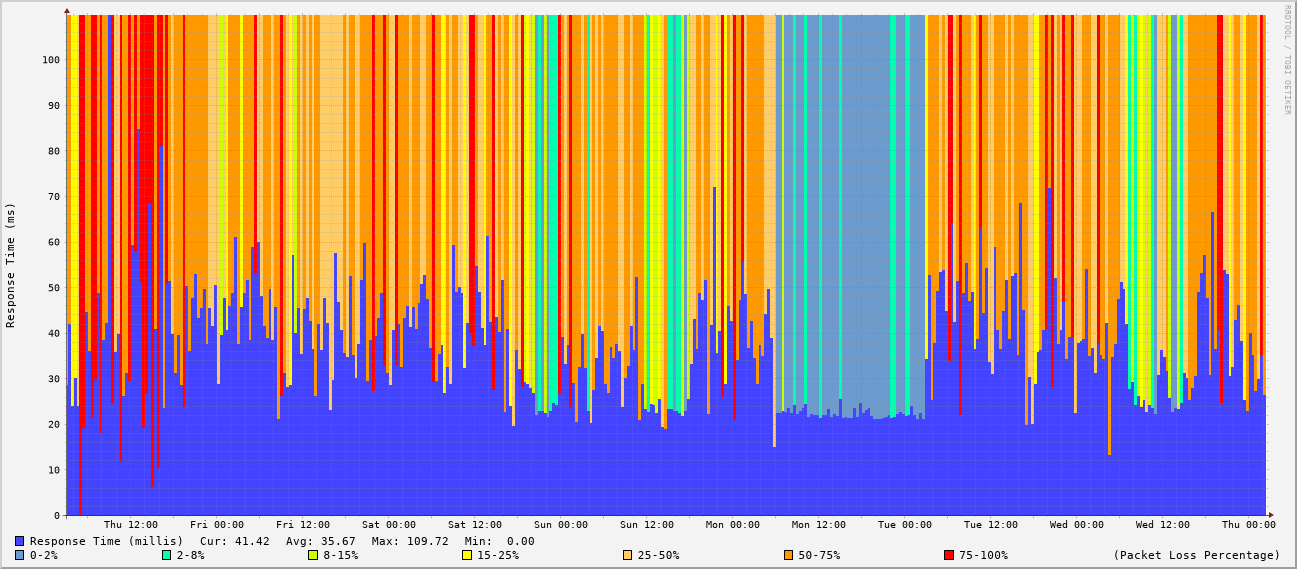 RRDTOOL / TOBI OETIKER
Response Time (ms)
100
90
80
70
60
50
40
30
20
10
0
Thu 12:00 Fri 00:00 Fri 12:00 Sat 00:00 Sat 12:00 Sun 00:00 Sun 12:00 Mon 00:00 Mon 12:00 Tue 00:00 Tue 12:00 Wed 00:00 Wed 12:00 Thu 00:00
Response Time (millis) Cur: 41.42 Avg: 35.67 Max: 109.72 Min: 0.00
0-2% 2-8% 8-15% 15-25% 25-50% 50-75% 75-100% (Packet Loss Percentage)